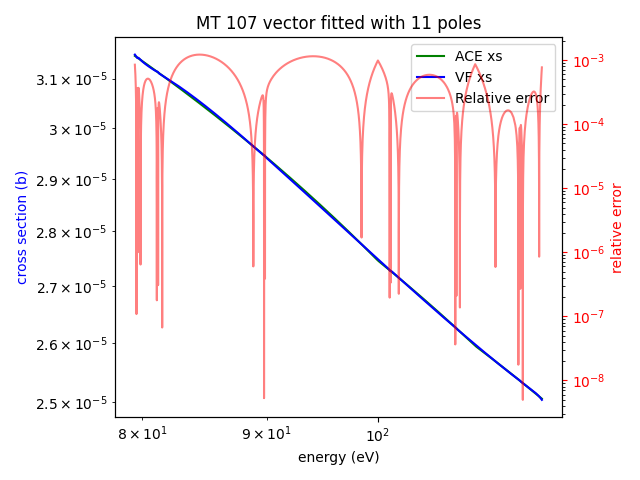 MT 107 vector fitted with 11 poles
ACE xs
VF xs
Relative error
cross section (b)
3.1 × 10⁻⁵
3 × 10⁻⁵
2.9 × 10⁻⁵
2.8 × 10⁻⁵
2.7 × 10⁻⁵
2.6 × 10⁻⁵
2.5 × 10⁻⁵
10⁻³
10⁻⁴
10⁻⁵
10⁻⁶
10⁻⁷
10⁻⁸
relative error
8 × 10¹
9 × 10¹
10²
energy (eV)